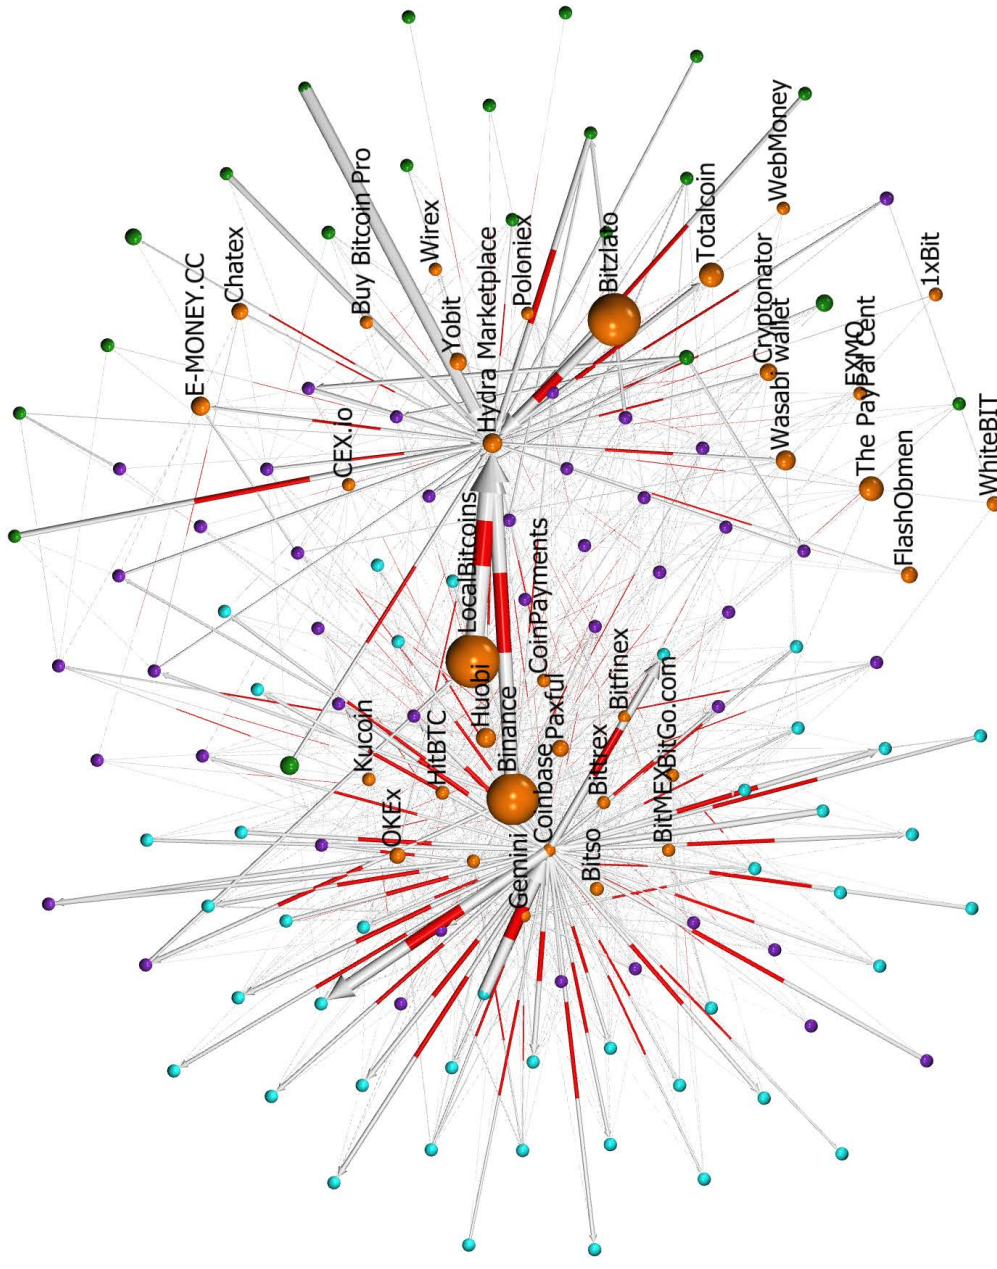 E-MONEY.CC
Chatex
Buy Bitcoin Pro
Wirex
Yobit
Hydra Marketplace
Poloniex
Bitzlato
Totalcoin
WebMoney
Cryptonator
Wasabi wallet
1xBit
EXMO
The PayPal Cent
FlashObmen
WhiteBIT
CEX.io
LocalBitcoins
CoinPayments
Huobi
Binance
Paxful
Bitfinex
BitGo.com
Kucoin
HitBTC
OKEx
Coinbase
Bittrex
BitMEX
Gemini
Bitso